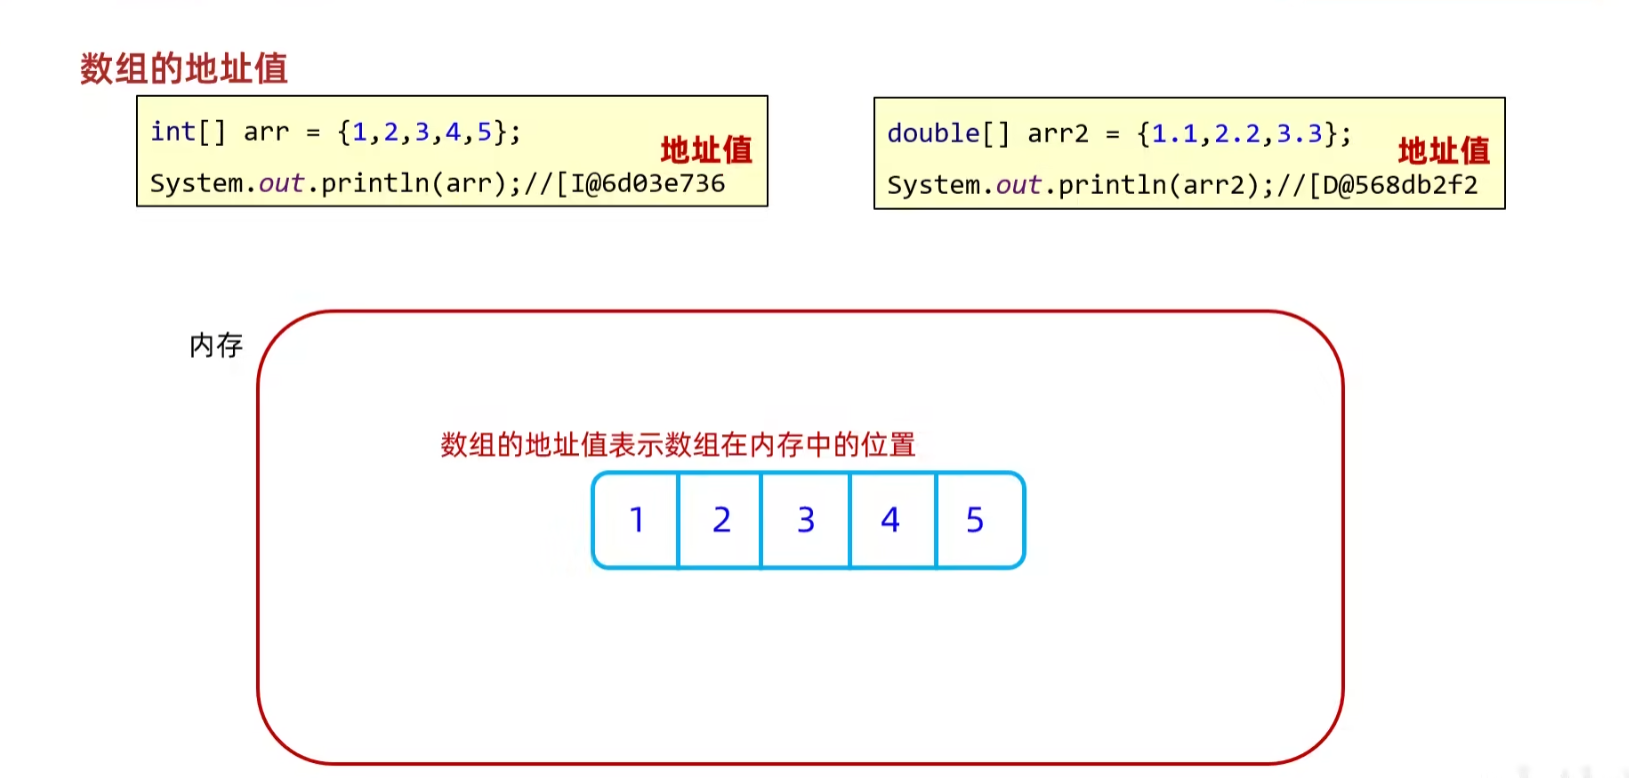 数组的地址值
int[] arr = {1,2,3,4,5};
地址值
System.out.println(arr);//[I@6d03e736
double[] arr2 = {1.1,2.2,3.3};
地址值
System.out.println(arr2);//[D@568db2f2
内存
数组的地址值表示数组在内存中的位置
1 2 3 4 5